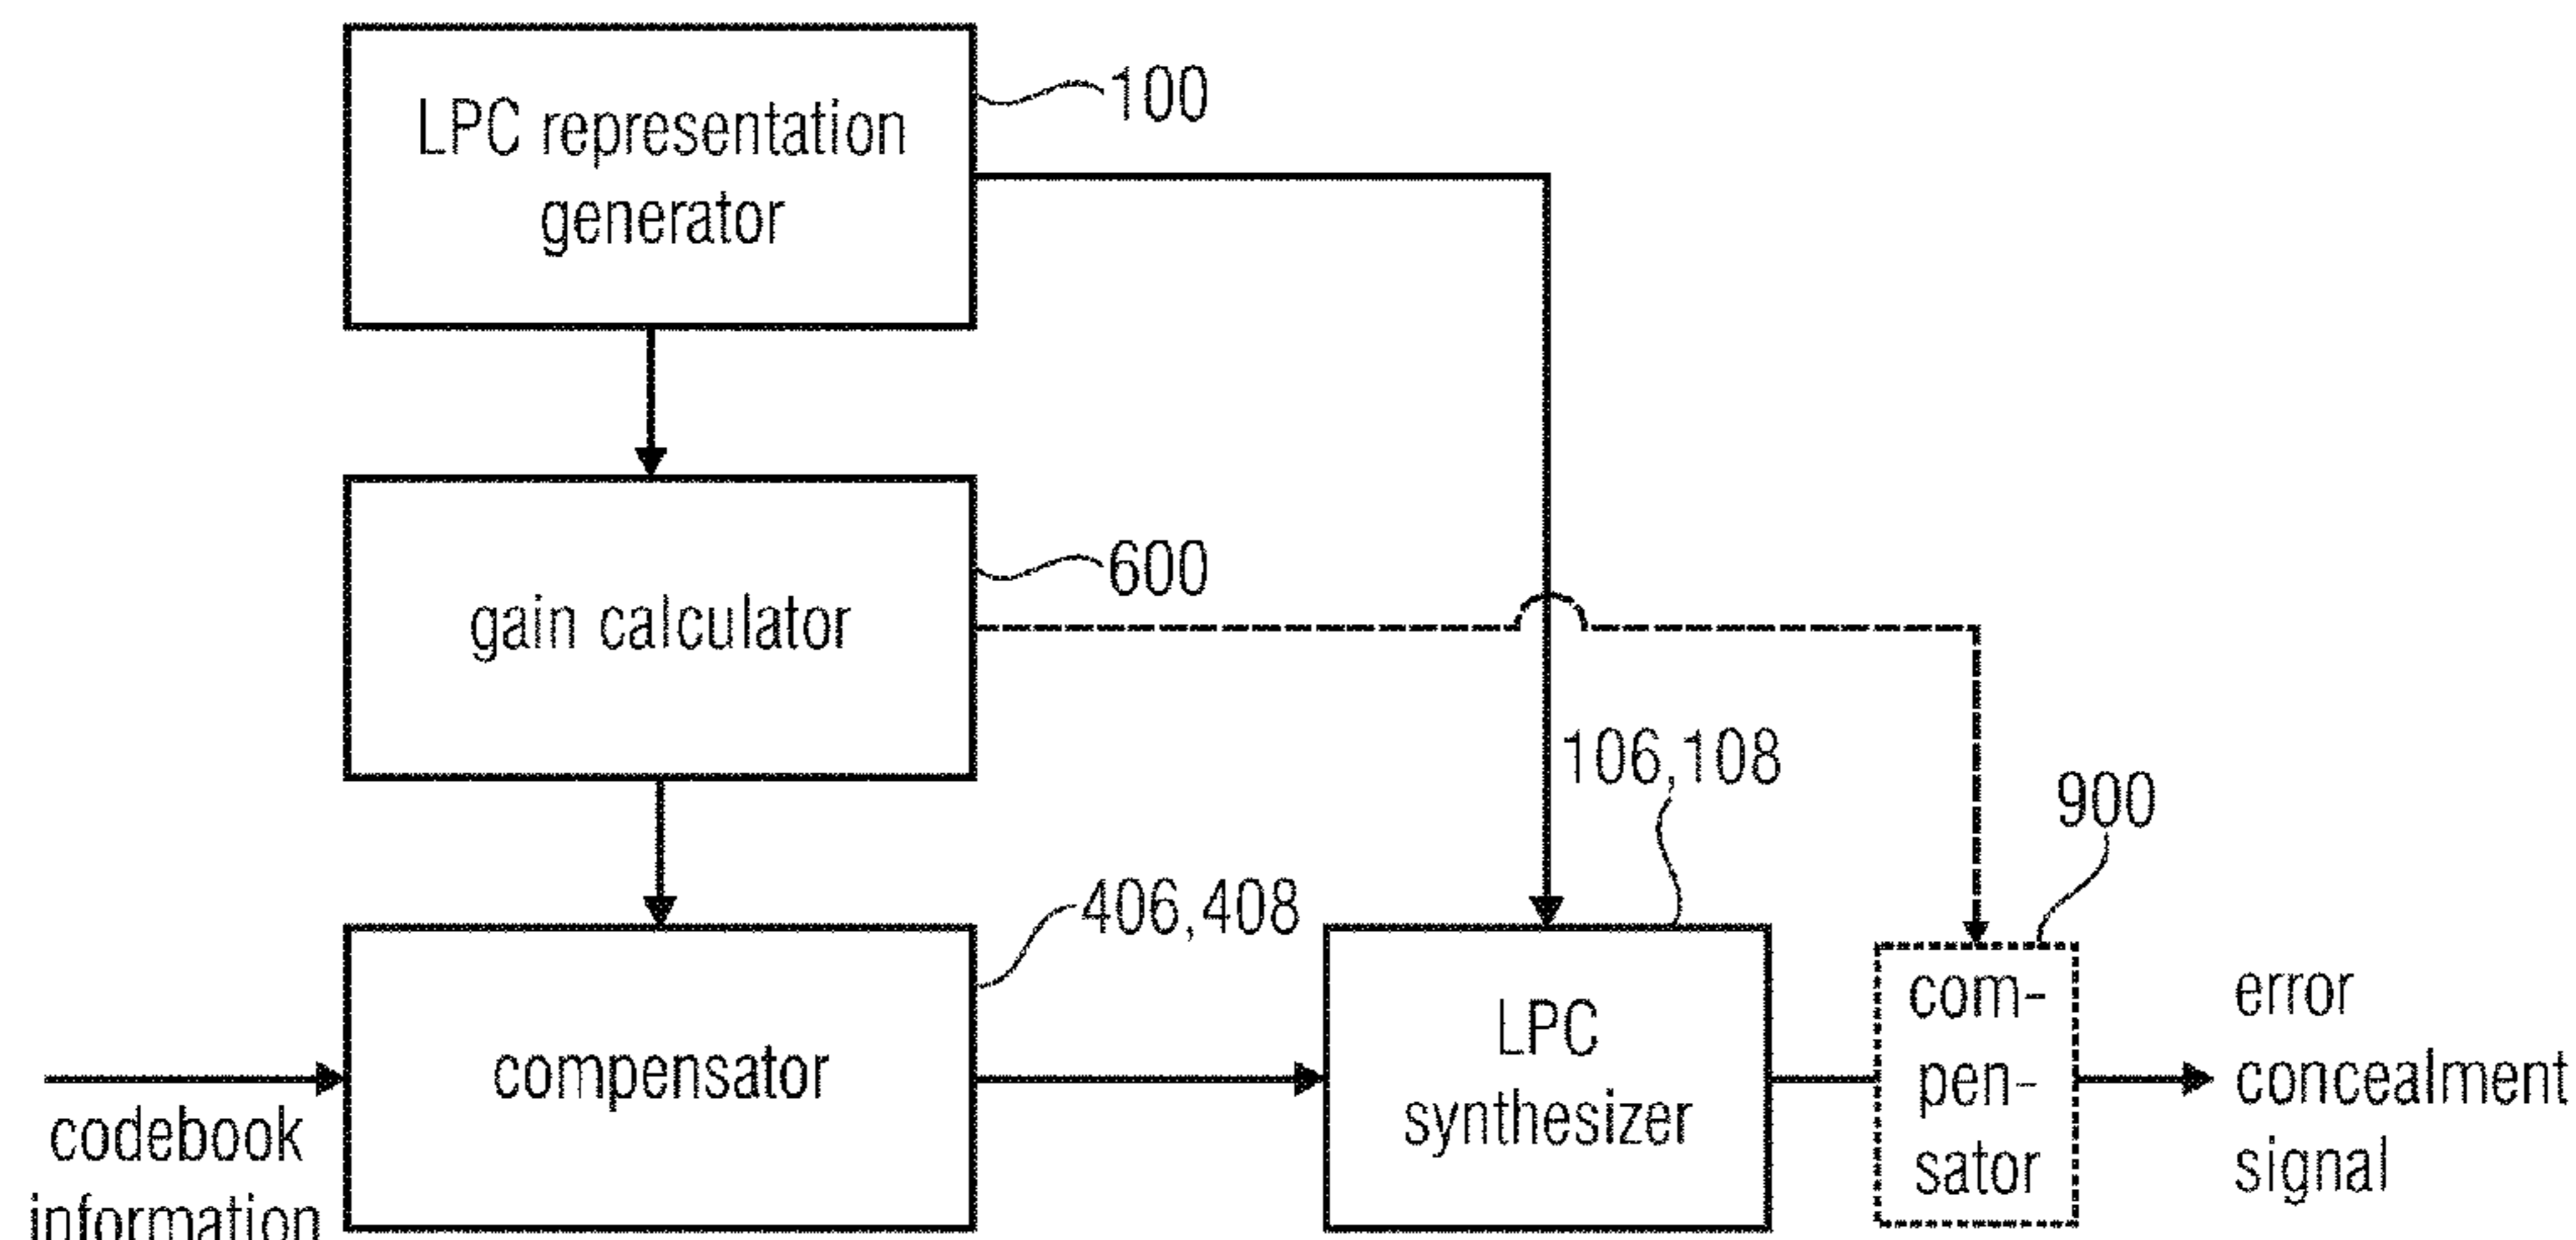 LPC representation
generator
100
gain calculator
600
106,108
900
406,408
compensator
codebook
information
LPC
synthesizer
com-
pen-
sator
error
concealment
signal